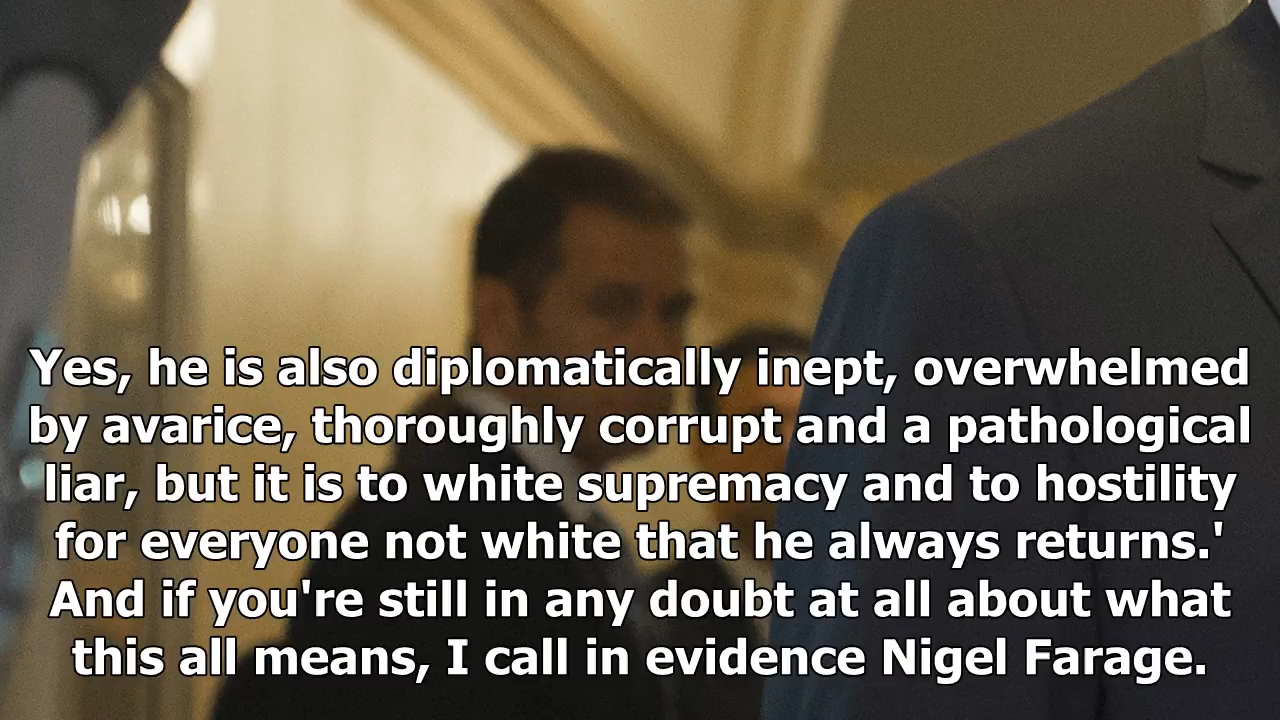 Yes, he is also diplomatically inept, overwhelmed
by avarice, thoroughly corrupt and a pathological
liar, but it is to white supremacy and to hostility
for everyone not white that he always returns.'
And if you're still in any doubt at all about what
this all means, I call in evidence Nigel Farage.